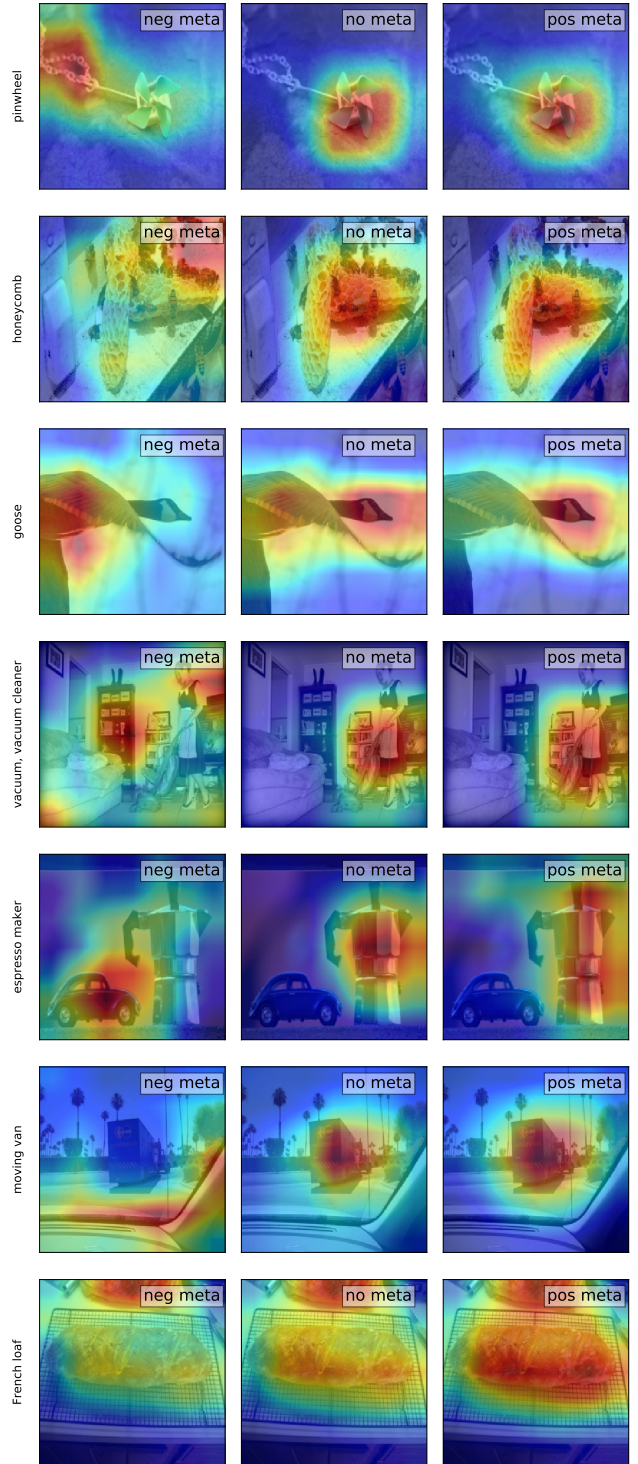 pinwheel
neg meta
no meta
pos meta
honeycomb
neg meta
no meta
pos meta
goose
neg meta
no meta
pos meta
vacuum, vacuum cleaner
neg meta
no meta
pos meta
espresso maker
neg meta
no meta
pos meta
moving van
neg meta
no meta
pos meta
French loaf
neg meta
no meta
pos meta